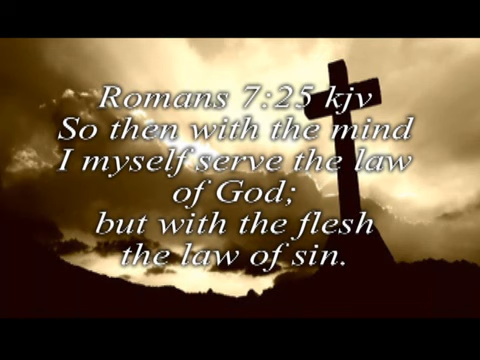 Romans 7:25 kjv
So then with the mind
I myself serve the law
of God;
but with the flesh
the law of sin.